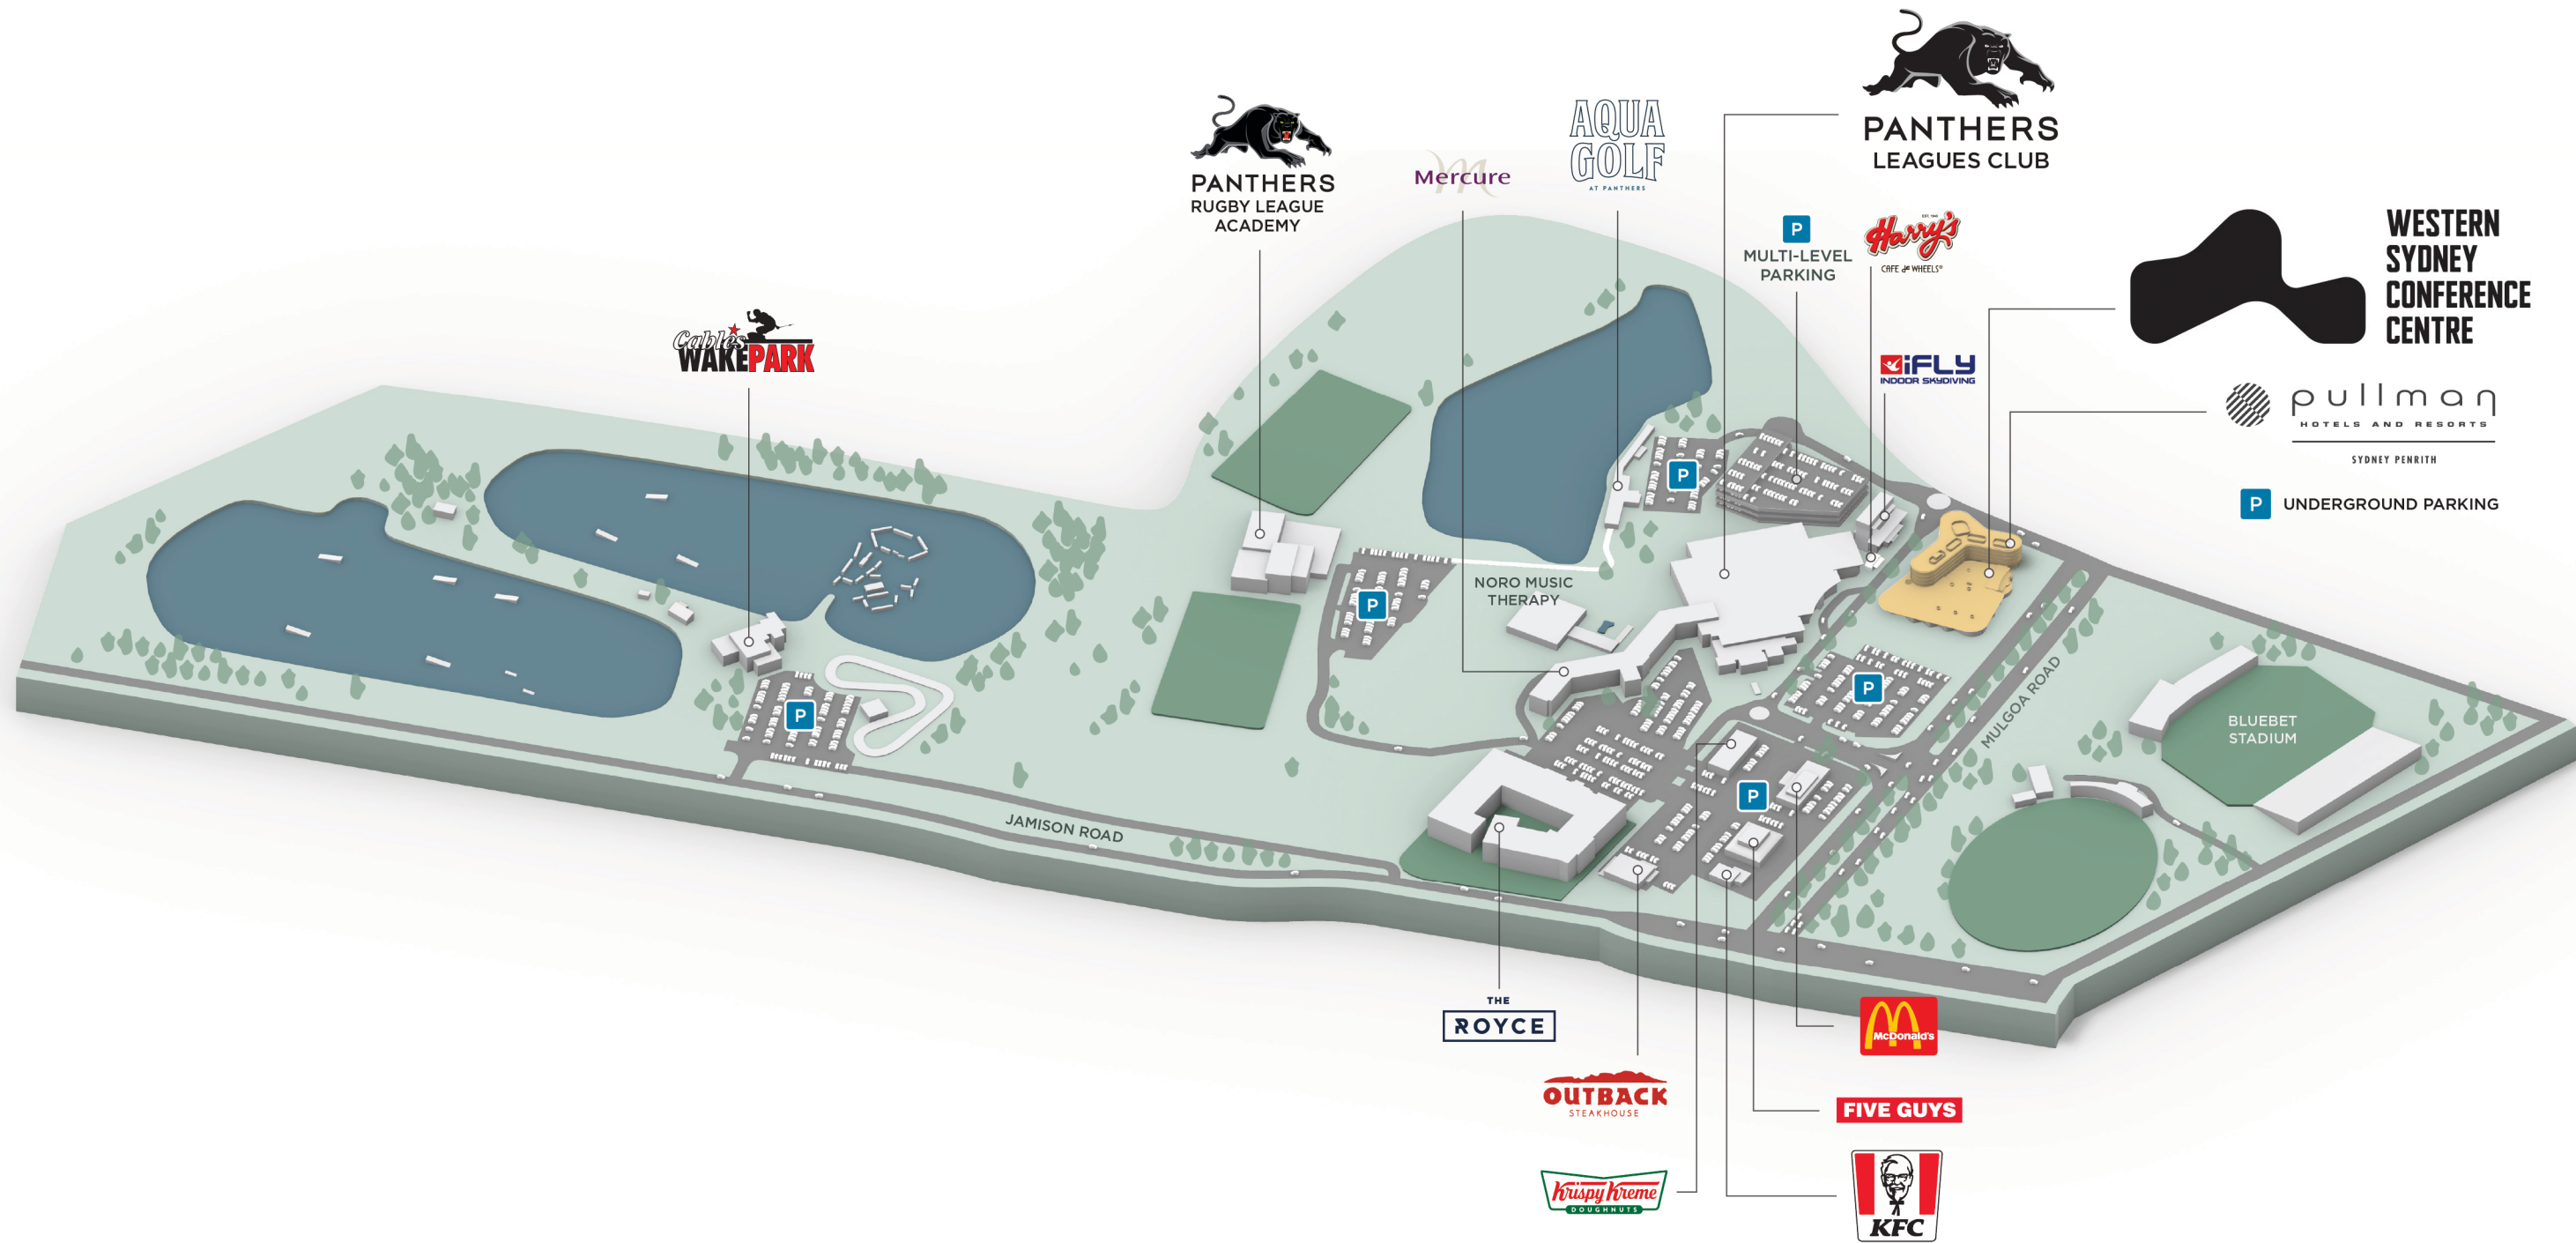 PANTHERS
LEAGUES CLUB
PANTHERS
RUGBY LEAGUE
ACADEMY
Mercure
AQUA
GOLF
AT PANTHERS
P
MULTI-LEVEL
PARKING
EST. 1945
Harry's
CAFE de WHEELS®
WESTERN
SYDNEY
CONFERENCE
CENTRE
Cables
WAKEPARK
iFLY
INDOOR SKYDIVING
pullman
HOTELS AND RESORTS
SYDNEY PENRITH
P UNDERGROUND PARKING
P
P
NORO MUSIC
THERAPY
P
P
P
MULGOA ROAD
BLUEBET
STADIUM
JAMISON ROAD
THE
ROYCE
McDonald's
OUTBACK
STEAKHOUSE
FIVE GUYS
Krispy Kreme
DOUGHNUTS
KFC